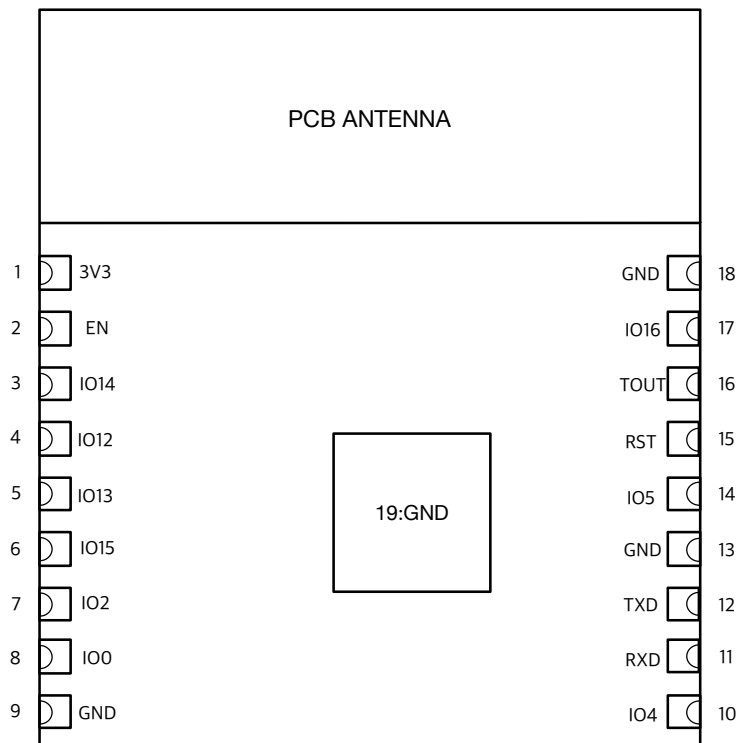 PCB ANTENNA
1 3V3 GND 18
2 EN IO16 17
3 IO14 TOUT 16
4 IO12 RST 15
5 IO13 IO5 14
19:GND
6 IO15 GND 13
7 IO2 TXD 12
8 IO0 RXD 11
9 GND IO4 10